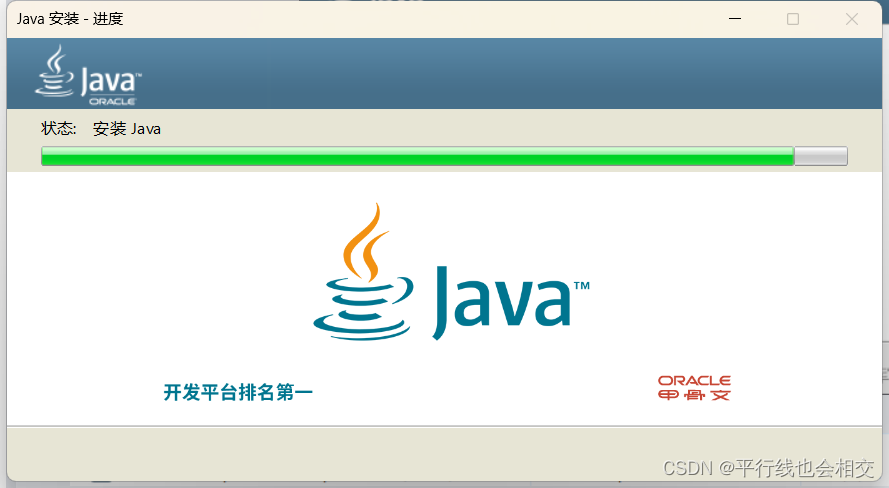 Java 安装 - 进度
Java™
ORACLE
状态: 安装 Java
Java™
开发平台排名第一
ORACLE
甲骨文
CSDN @平行线也会相交